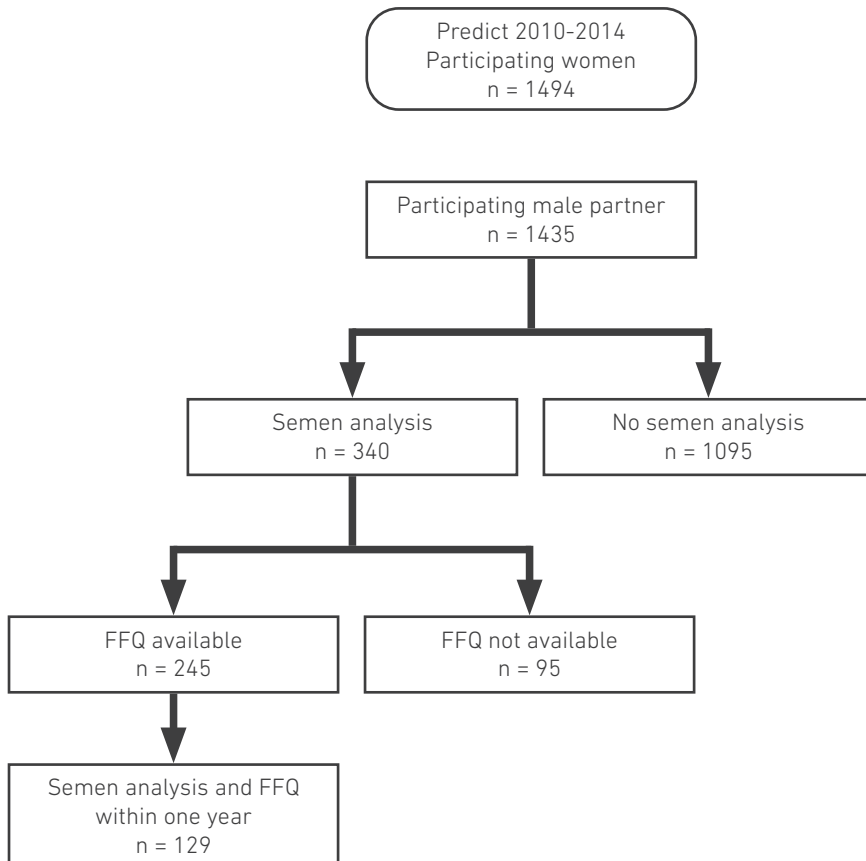 Predict 2010-2014
Participating women
n = 1494
Participating male partner
n = 1435
Semen analysis
n = 340
No semen analysis
n = 1095
FFQ available
n = 245
FFQ not available
n = 95
Semen analysis and FFQ
within one year
n = 129